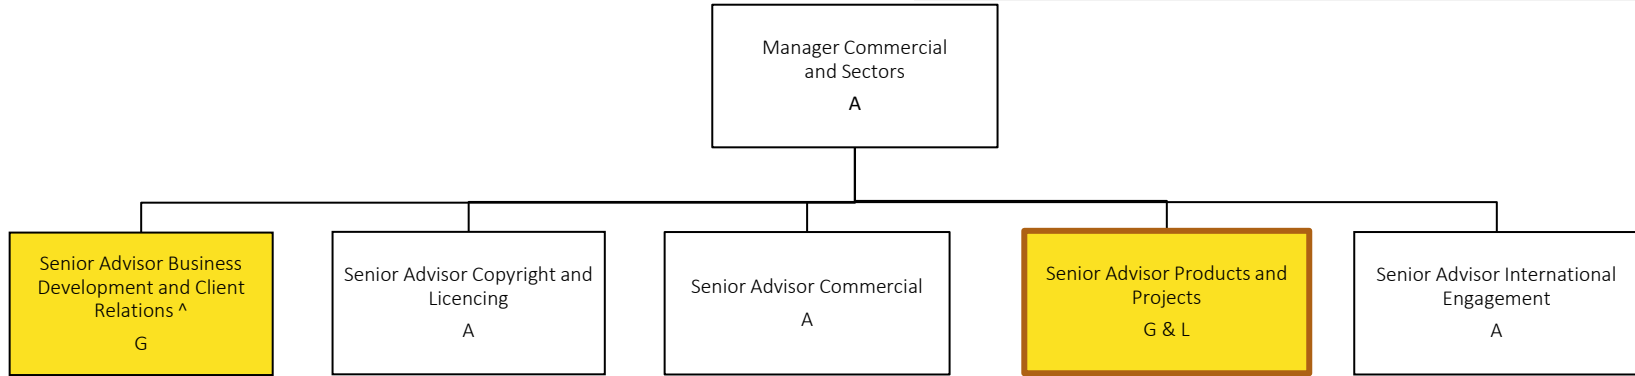 Manager Commercial
and Sectors
A
Senior Advisor Business
Development and Client
Relations ^
G
Senior Advisor Copyright and
Licencing
A
Senior Advisor Commercial
A
Senior Advisor Products and
Projects
G & L
Senior Advisor International
Engagement
A